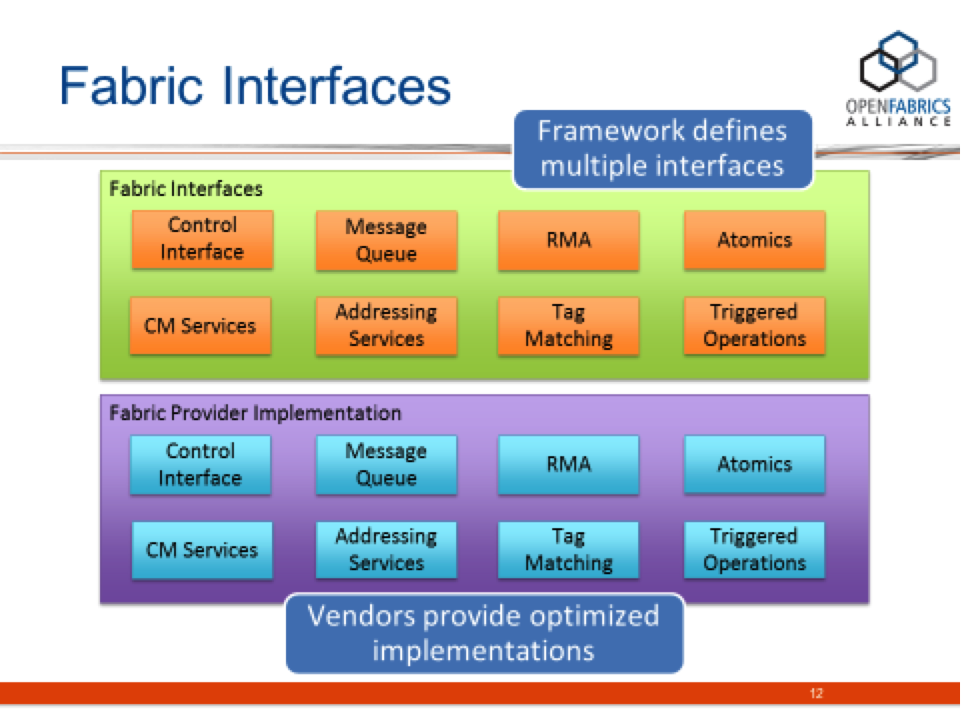 Fabric Interfaces
OPENFABRICS
ALLIANCE
Framework defines
multiple interfaces
Fabric Interfaces
Control
Interface
Message
Queue
RMA
Atomics
CM Services
Addressing
Services
Tag
Matching
Triggered
Operations
Fabric Provider Implementation
Control
Interface
Message
Queue
RMA
Atomics
CM Services
Addressing
Services
Tag
Matching
Triggered
Operations
Vendors provide optimized
implementations
12